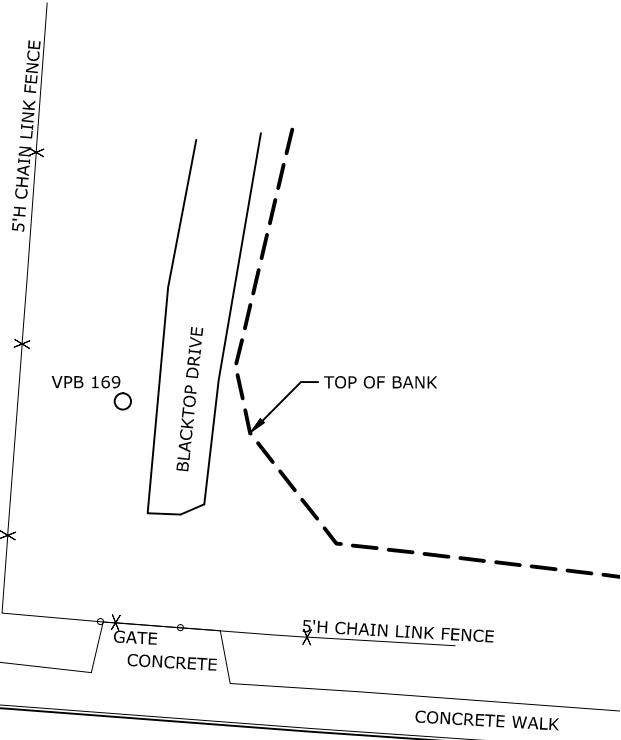 5'H CHAIN LINK FENCE
BLACKTOP DRIVE
VPB 169
TOP OF BANK
5'H CHAIN LINK FENCE
GATE
CONCRETE
CONCRETE WALK